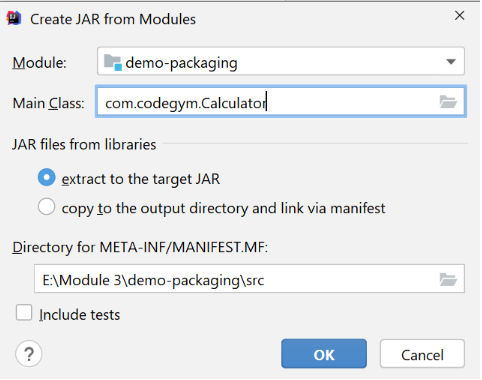 Create JAR from Modules
Module: demo-packaging
Main Class: com.codegym.Calculator
JAR files from libraries
extract to the target JAR
copy to the output directory and link via manifest
Directory for META-INF/MANIFEST.MF:
E:\Module 3\demo-packaging\src
Include tests
? OK Cancel